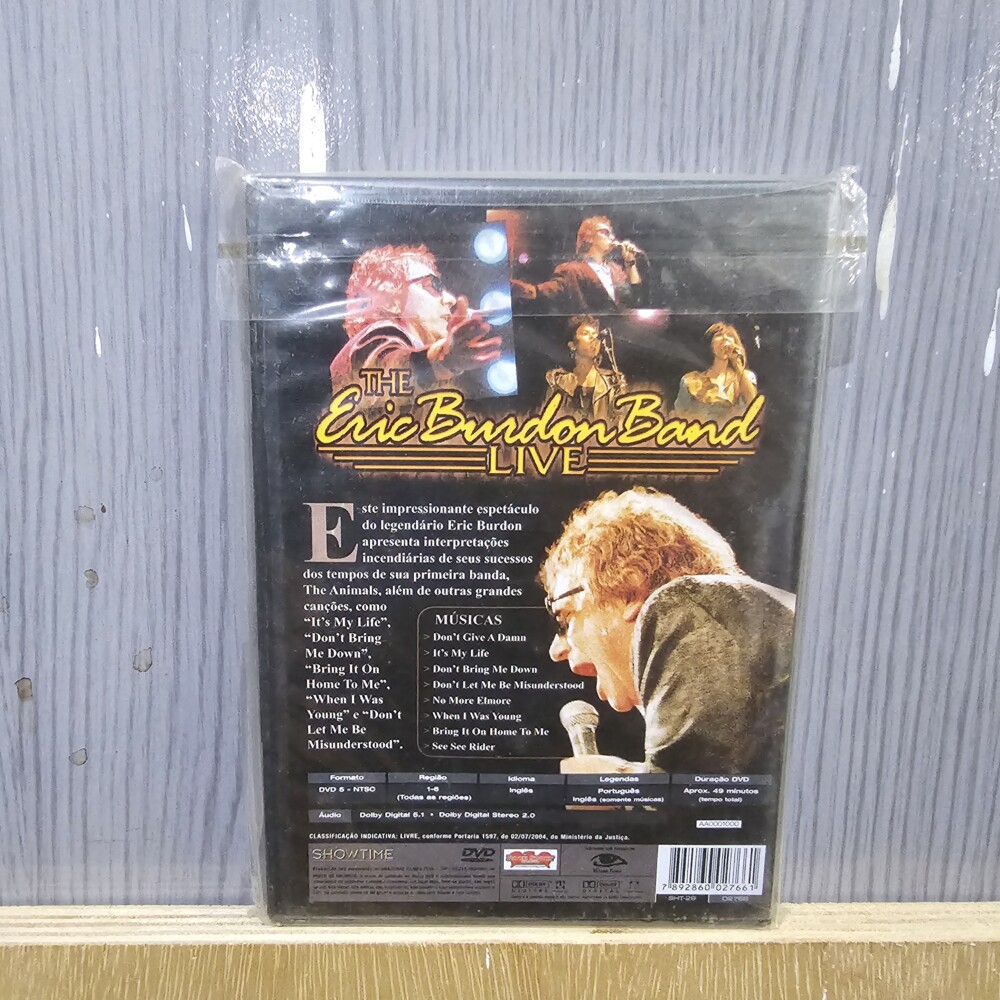 THE
Eric Burdon Band
LIVE
Este impressionante espetáculo
do legendário Eric Burdon
apresenta interpretações
incendiárias de seus sucessos
dos tempos de sua primeira banda,
The Animals, além de outras grandes
canções, como
“It's My Life”,
“Don't Bring
Me Down”,
“Bring It On
Home To Me”,
“When I Was
Young” e “Don't
Let Me Be
Misunderstood”.
MÚSICAS
> Don't Give A Damn
> It's My Life
> Don't Bring Me Down
> Don't Let Me Be Misunderstood
> No More Elmore
> When I Was Young
> Bring It On Home To Me
> See See Rider
Formato Região Idioma Legendas Duração DVD
DVD 5 - NTSC 1-6 Inglês Português Aprox. 49 minutos
(Todas as regiões) Inglês (somente músicas) (tempo total)
Áudio Dolby Digital 5.1 • Dolby Digital Stereo 2.0
AA0001000
CLASSIFICAÇÃO INDICATIVA: LIVRE, conforme Portaria 1597, de 02/07/2004, do Ministério da Justiça.
SHOWTIME
DVD
7 892860 027661
SHT-29